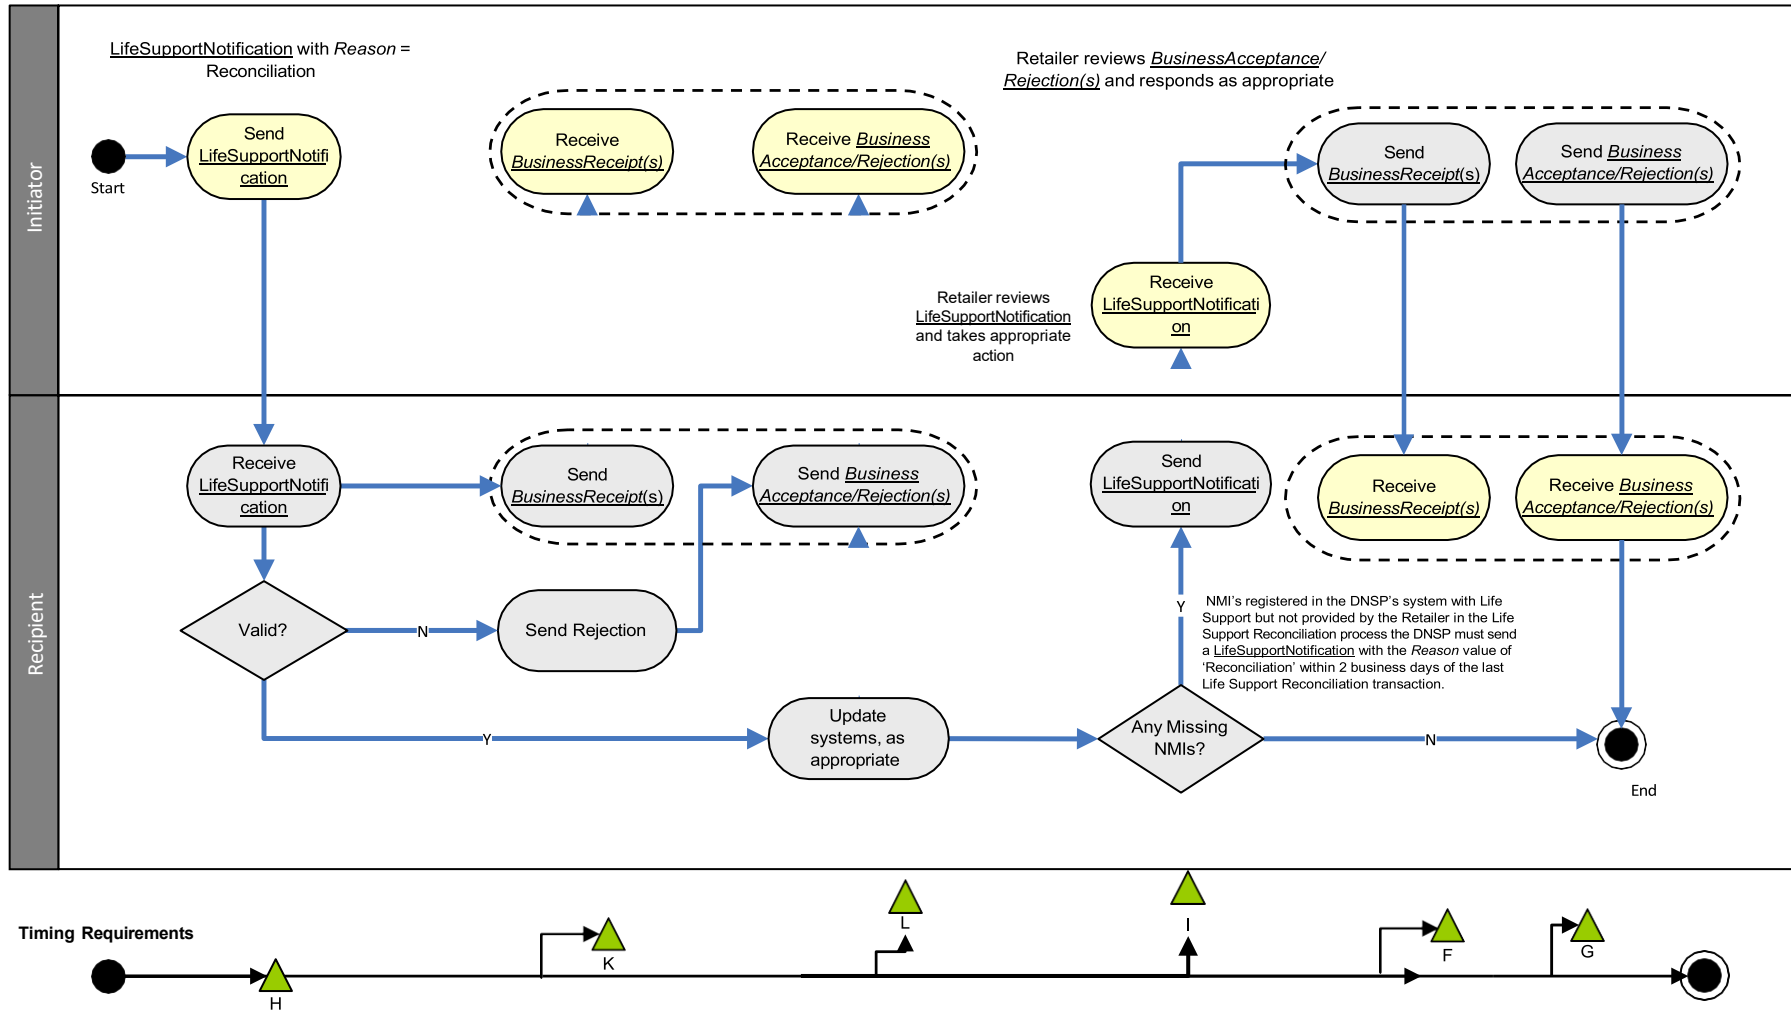 Initiator
LifeSupportNotification with Reason =
Reconciliation
Start
Send
LifeSupportNotifi
cation
Receive
BusinessReceipt(s)
Receive Business
Acceptance/Rejection(s)
Retailer reviews BusinessAcceptance/
Rejection(s) and responds as appropriate
Send
BusinessReceipt(s)
Send Business
Acceptance/Rejection(s)
Retailer reviews
LifeSupportNotification
and takes appropriate
action
Receive
LifeSupportNotificati
on
Recipient
Receive
LifeSupportNotifi
cation
Send
BusinessReceipt(s)
Send Business
Acceptance/Rejection(s)
Send
LifeSupportNotificati
on
Receive
BusinessReceipt(s)
Receive Business
Acceptance/Rejection(s)
Valid?
N
Send Rejection
Y
NMI's registered in the DNSP's system with Life
Support but not provided by the Retailer in the Life
Support Reconciliation process the DNSP must send
a LifeSupportNotification with the Reason value of
‘Reconciliation’ within 2 business days of the last
Life Support Reconciliation transaction.
Y
Update
systems, as
appropriate
Any Missing
NMIs?
N
End
Timing Requirements
H
K
L
I
F
G